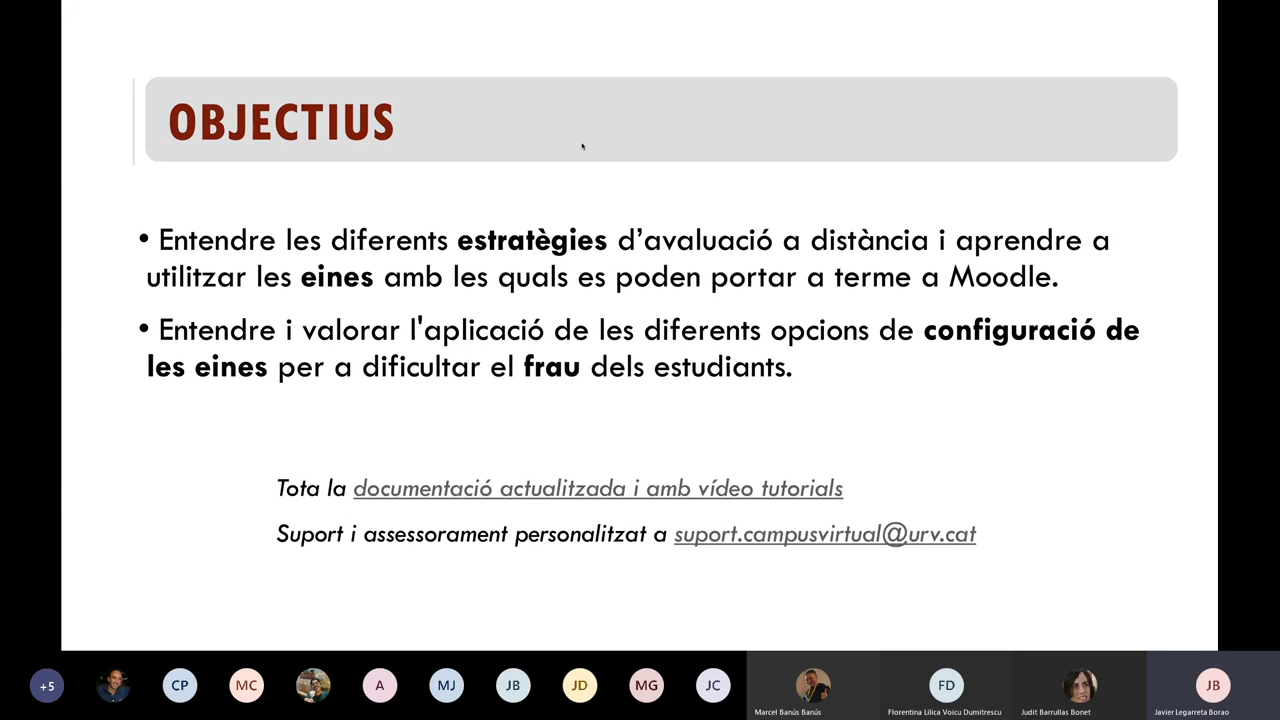 OBJECTIUS
• Entendre les diferents estratègies d’avaluació a distància i aprendre a
utilitzar les eines amb les quals es poden portar a terme a Moodle.
• Entendre i valorar l'aplicació de les diferents opcions de configuració de
les eines per a dificultar el frau dels estudiants.
Tota la documentació actualitzada i amb vídeo tutorials
Suport i assessorament personalitzat a suport.campusvirtual@urv.cat
+5 CP MC A MJ JB JD MG JC FD JB
Marcel Banús Banús Florentina Lilica Voicu Dumitrescu Judit Barrullas Bonet Javier Legarreta Borao